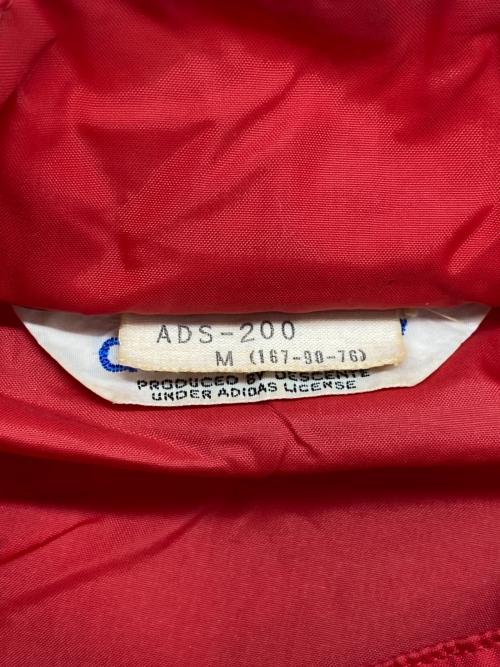 ADS-200
M (167-90-76)
PRODUCED BY DESCENTE
UNDER ADIDAS LICENSE